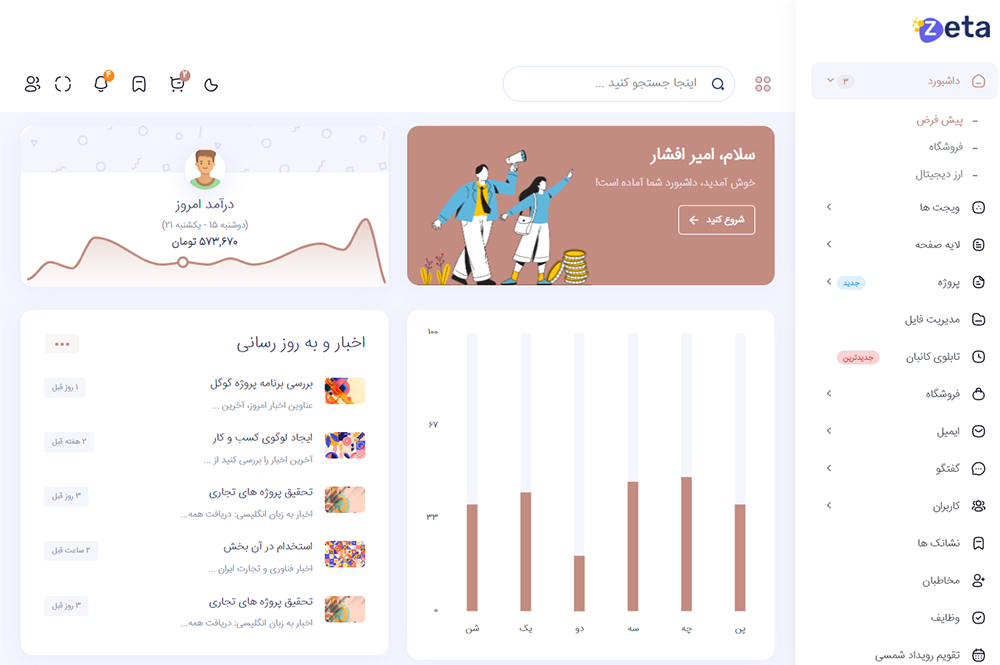 zeta
داشبورد
۳
پیش فرض
فروشگاه
ارز دیجیتال
ویجت ها
لایه صفحه
پروژه
جدید
مدیریت فایل
تابلوی کانبان
جدیدترین
فروشگاه
ایمیل
گفتگو
کاربران
نشانک ها
مخاطبان
وظایف
تقویم رویداد شمسی
اینجا جستجو کنید ...
۲
۴
سلام، امیر افشار
خوش آمدید، داشبورد شما آماده است!
شروع کنید
درآمد امروز
(دوشنبه ۱۵ - یکشنبه ۲۱)
۵۷۳,۶۷۰ تومان
۱۰۰
۶۷
۳۳
۰
شن
یک
دو
سه
چه
پن
اخبار و به روز رسانی
بررسی برنامه پروژه گوگل
عناوین اخبار امروز، آخرین ...
۱ روز قبل
ایجاد لوگوی کسب و کار
آخرین اخبار را بررسی کنید از ...
۲ هفته قبل
تحقیق پروژه های تجاری
اخبار به زبان انگلیسی: دریافت همه...
۳ روز قبل
استخدام در آن بخش
اخبار فناوری و تجارت ایران ...
۲ ساعت قبل
تحقیق پروژه های تجاری
اخبار به زبان انگلیسی: دریافت همه...
۳ روز قبل